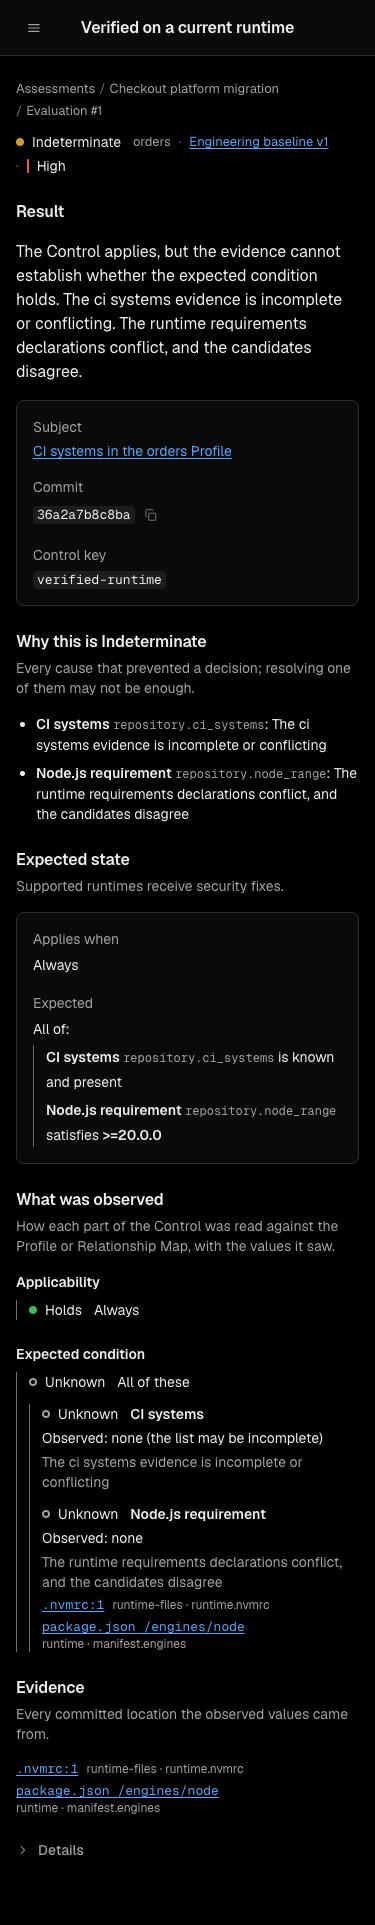 Verified on a current runtime
Assessments / Checkout platform migration
/ Evaluation #1
Indeterminate orders · Engineering baseline v1
· High
Result
The Control applies, but the evidence cannot
establish whether the expected condition
holds. The ci systems evidence is incomplete
or conflicting. The runtime requirements
declarations conflict, and the candidates
disagree.
Subject
CI systems in the orders Profile
Commit
36a2a7b8c8ba
Control key
verified-runtime
Why this is Indeterminate
Every cause that prevented a decision; resolving one
of them may not be enough.
• CI systems repository.ci_systems: The ci
systems evidence is incomplete or conflicting
• Node.js requirement repository.node_range: The
runtime requirements declarations conflict, and
the candidates disagree
Expected state
Supported runtimes receive security fixes.
Applies when
Always
Expected
All of:
CI systems repository.ci_systems is known
and present
Node.js requirement repository.node_range
satisfies >=20.0.0
What was observed
How each part of the Control was read against the
Profile or Relationship Map, with the values it saw.
Applicability
Holds Always
Expected condition
Unknown All of these
Unknown CI systems
Observed: none (the list may be incomplete)
The ci systems evidence is incomplete or
conflicting
Unknown Node.js requirement
Observed: none
The runtime requirements declarations conflict,
and the candidates disagree
.nvmrc:1 runtime-files · runtime.nvmrc
package.json /engines/node
runtime · manifest.engines
Evidence
Every committed location the observed values came
from.
.nvmrc:1 runtime-files · runtime.nvmrc
package.json /engines/node
runtime · manifest.engines
Details